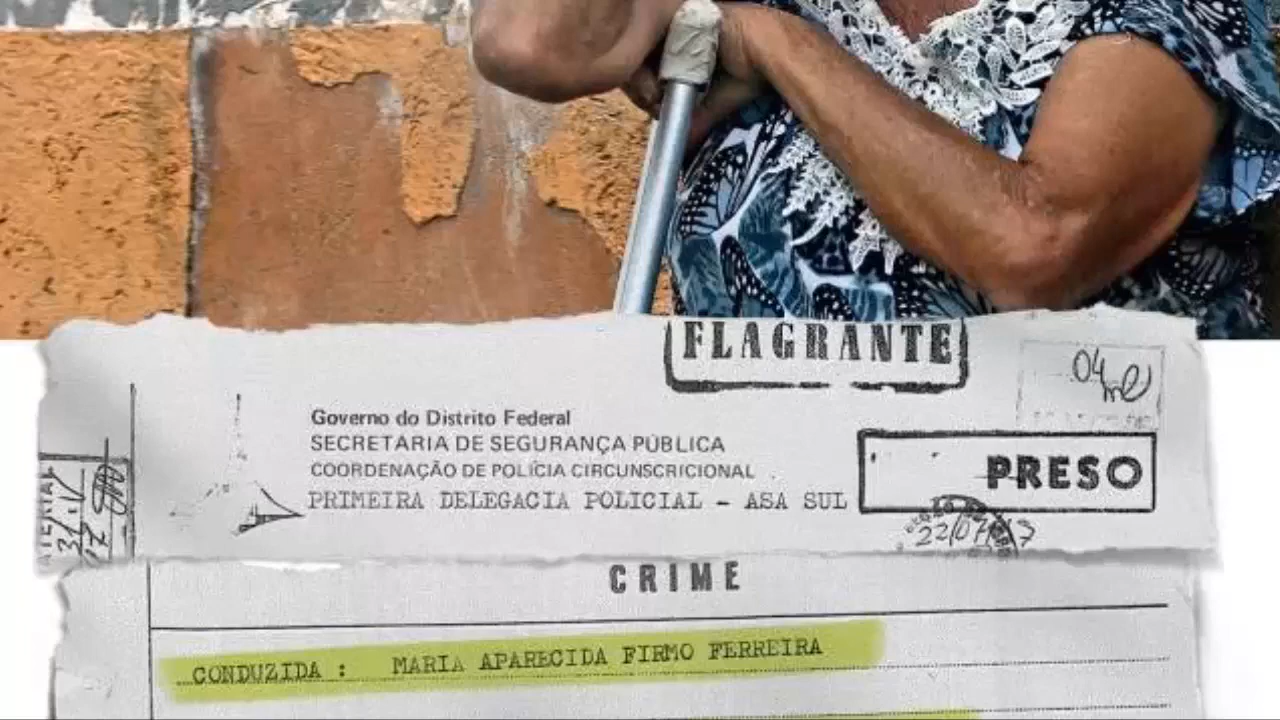 FLAGRANTE
04
Governo do Distrito Federal
SECRETARIA DE SEGURANÇA PÚBLICA
COORDENAÇÃO DE POLÍCIA CIRCUNSCRICIONAL
PRIMEIRA DELEGACIA POLICIAL - ASA SUL
PRESO
CRIME
CONDUZIDA : MARIA APARECIDA FIRMO FERREIRA